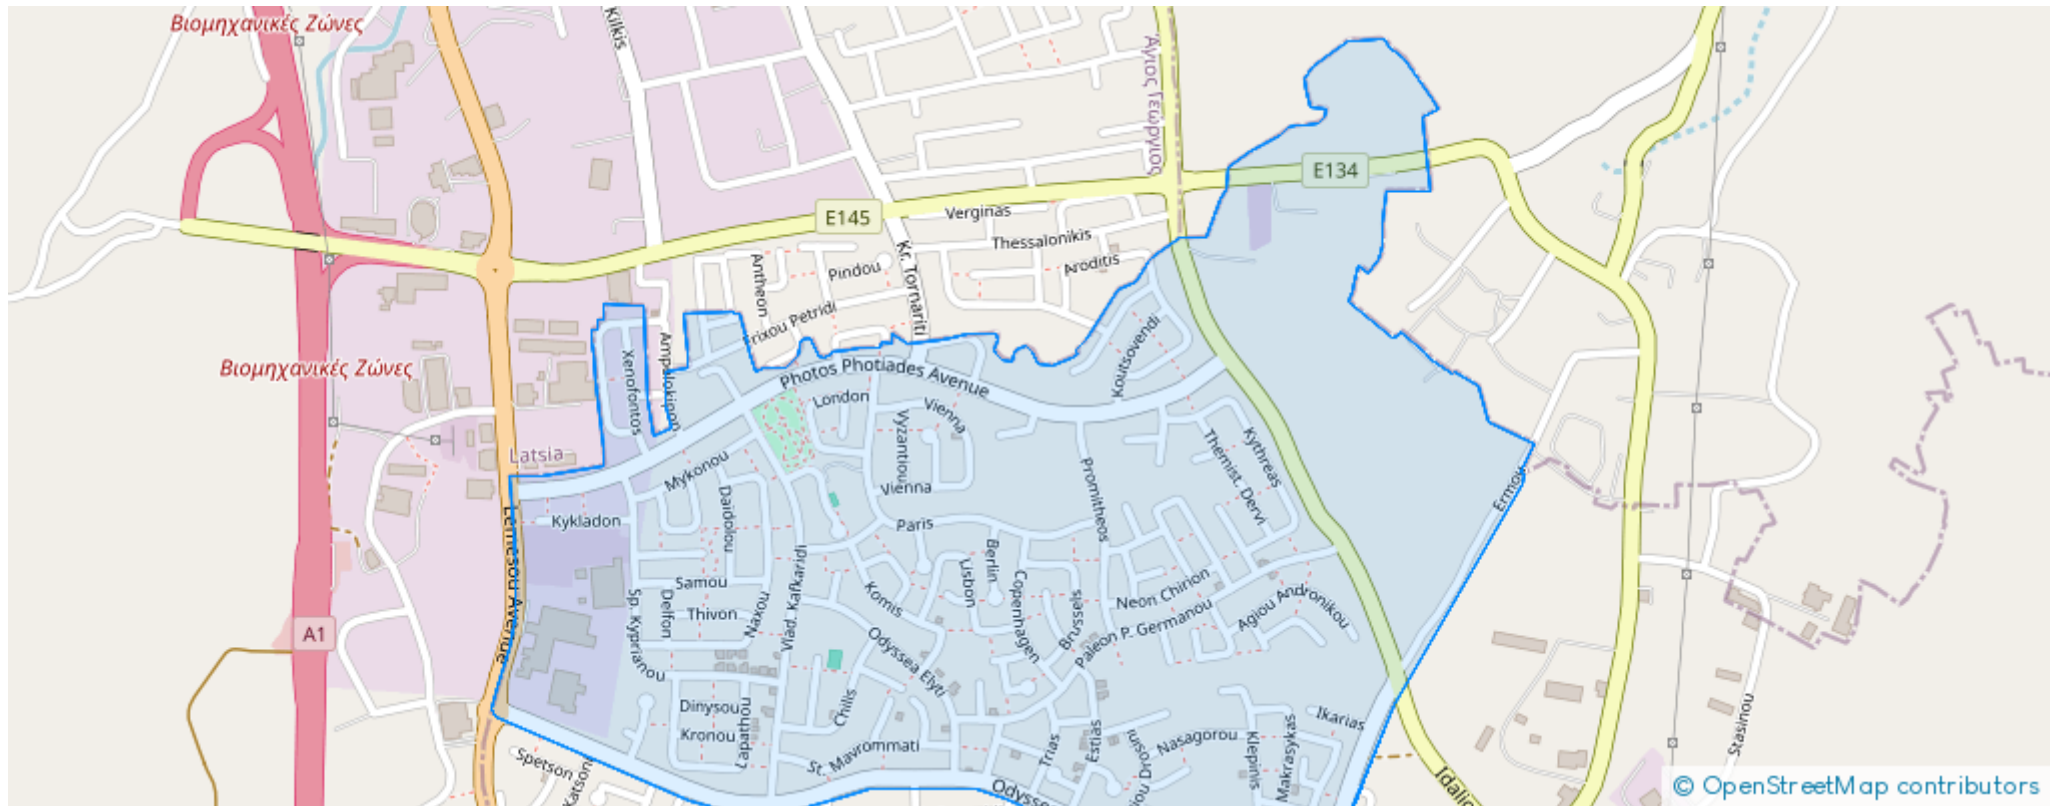 Βιομηχανικές Ζώνες
Kilkis
Άγιος Γεώργιος
E134
E145
Verginas
Thessalonikis
Aroditis
Kr. Tornariti
Pindou
Antheon
Frixou Petridi
Ampelokipon
Xenofontos
Βιομηχανικές Ζώνες
Photos Photiades Avenue
Koutsovendi
London
Vienna
Vyzantiou
Kythreas
Themist. Dervi
Latsia
Mykonou
Daidolou
Vienna
Promitheos
Ermou
Kykladon
Paris
Lemesou Avenue
Berlin
Lisbon
Copenhagen
Brussels
Neon Chirion
Paleon P. Germanou
Agiou Andronikou
Samou
Delfon
Thivon
Naxou
Vlad. Kafkaridi
Komis
Sp. Kyprianou
Odyssea Elyti
A1
Dinysou
Kronou
Lapathou
Chilis
St. Mavrommati
Trias
Estias
Nasagorou
Klepinis
Makrasykas
Ikarias
Stasinou
Spetson
Katsoni
© OpenStreetMap contributors